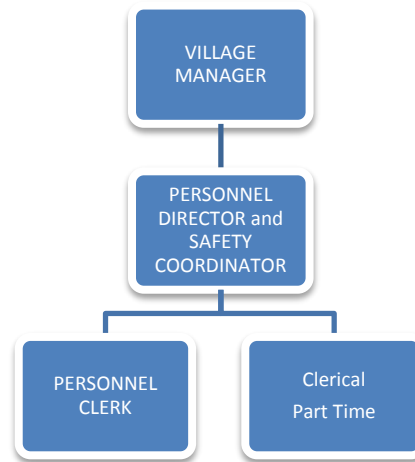 VILLAGE
MANAGER
PERSONNEL
DIRECTOR and
SAFETY
COORDINATOR
PERSONNEL
CLERK
Clerical
Part Time